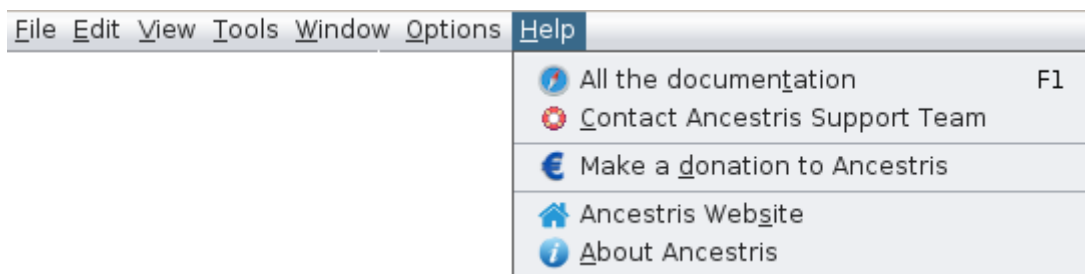 File Edit View Tools Window Options Help
All the documentation F1
Contact Ancestris Support Team
Make a donation to Ancestris
Ancestris Website
About Ancestris